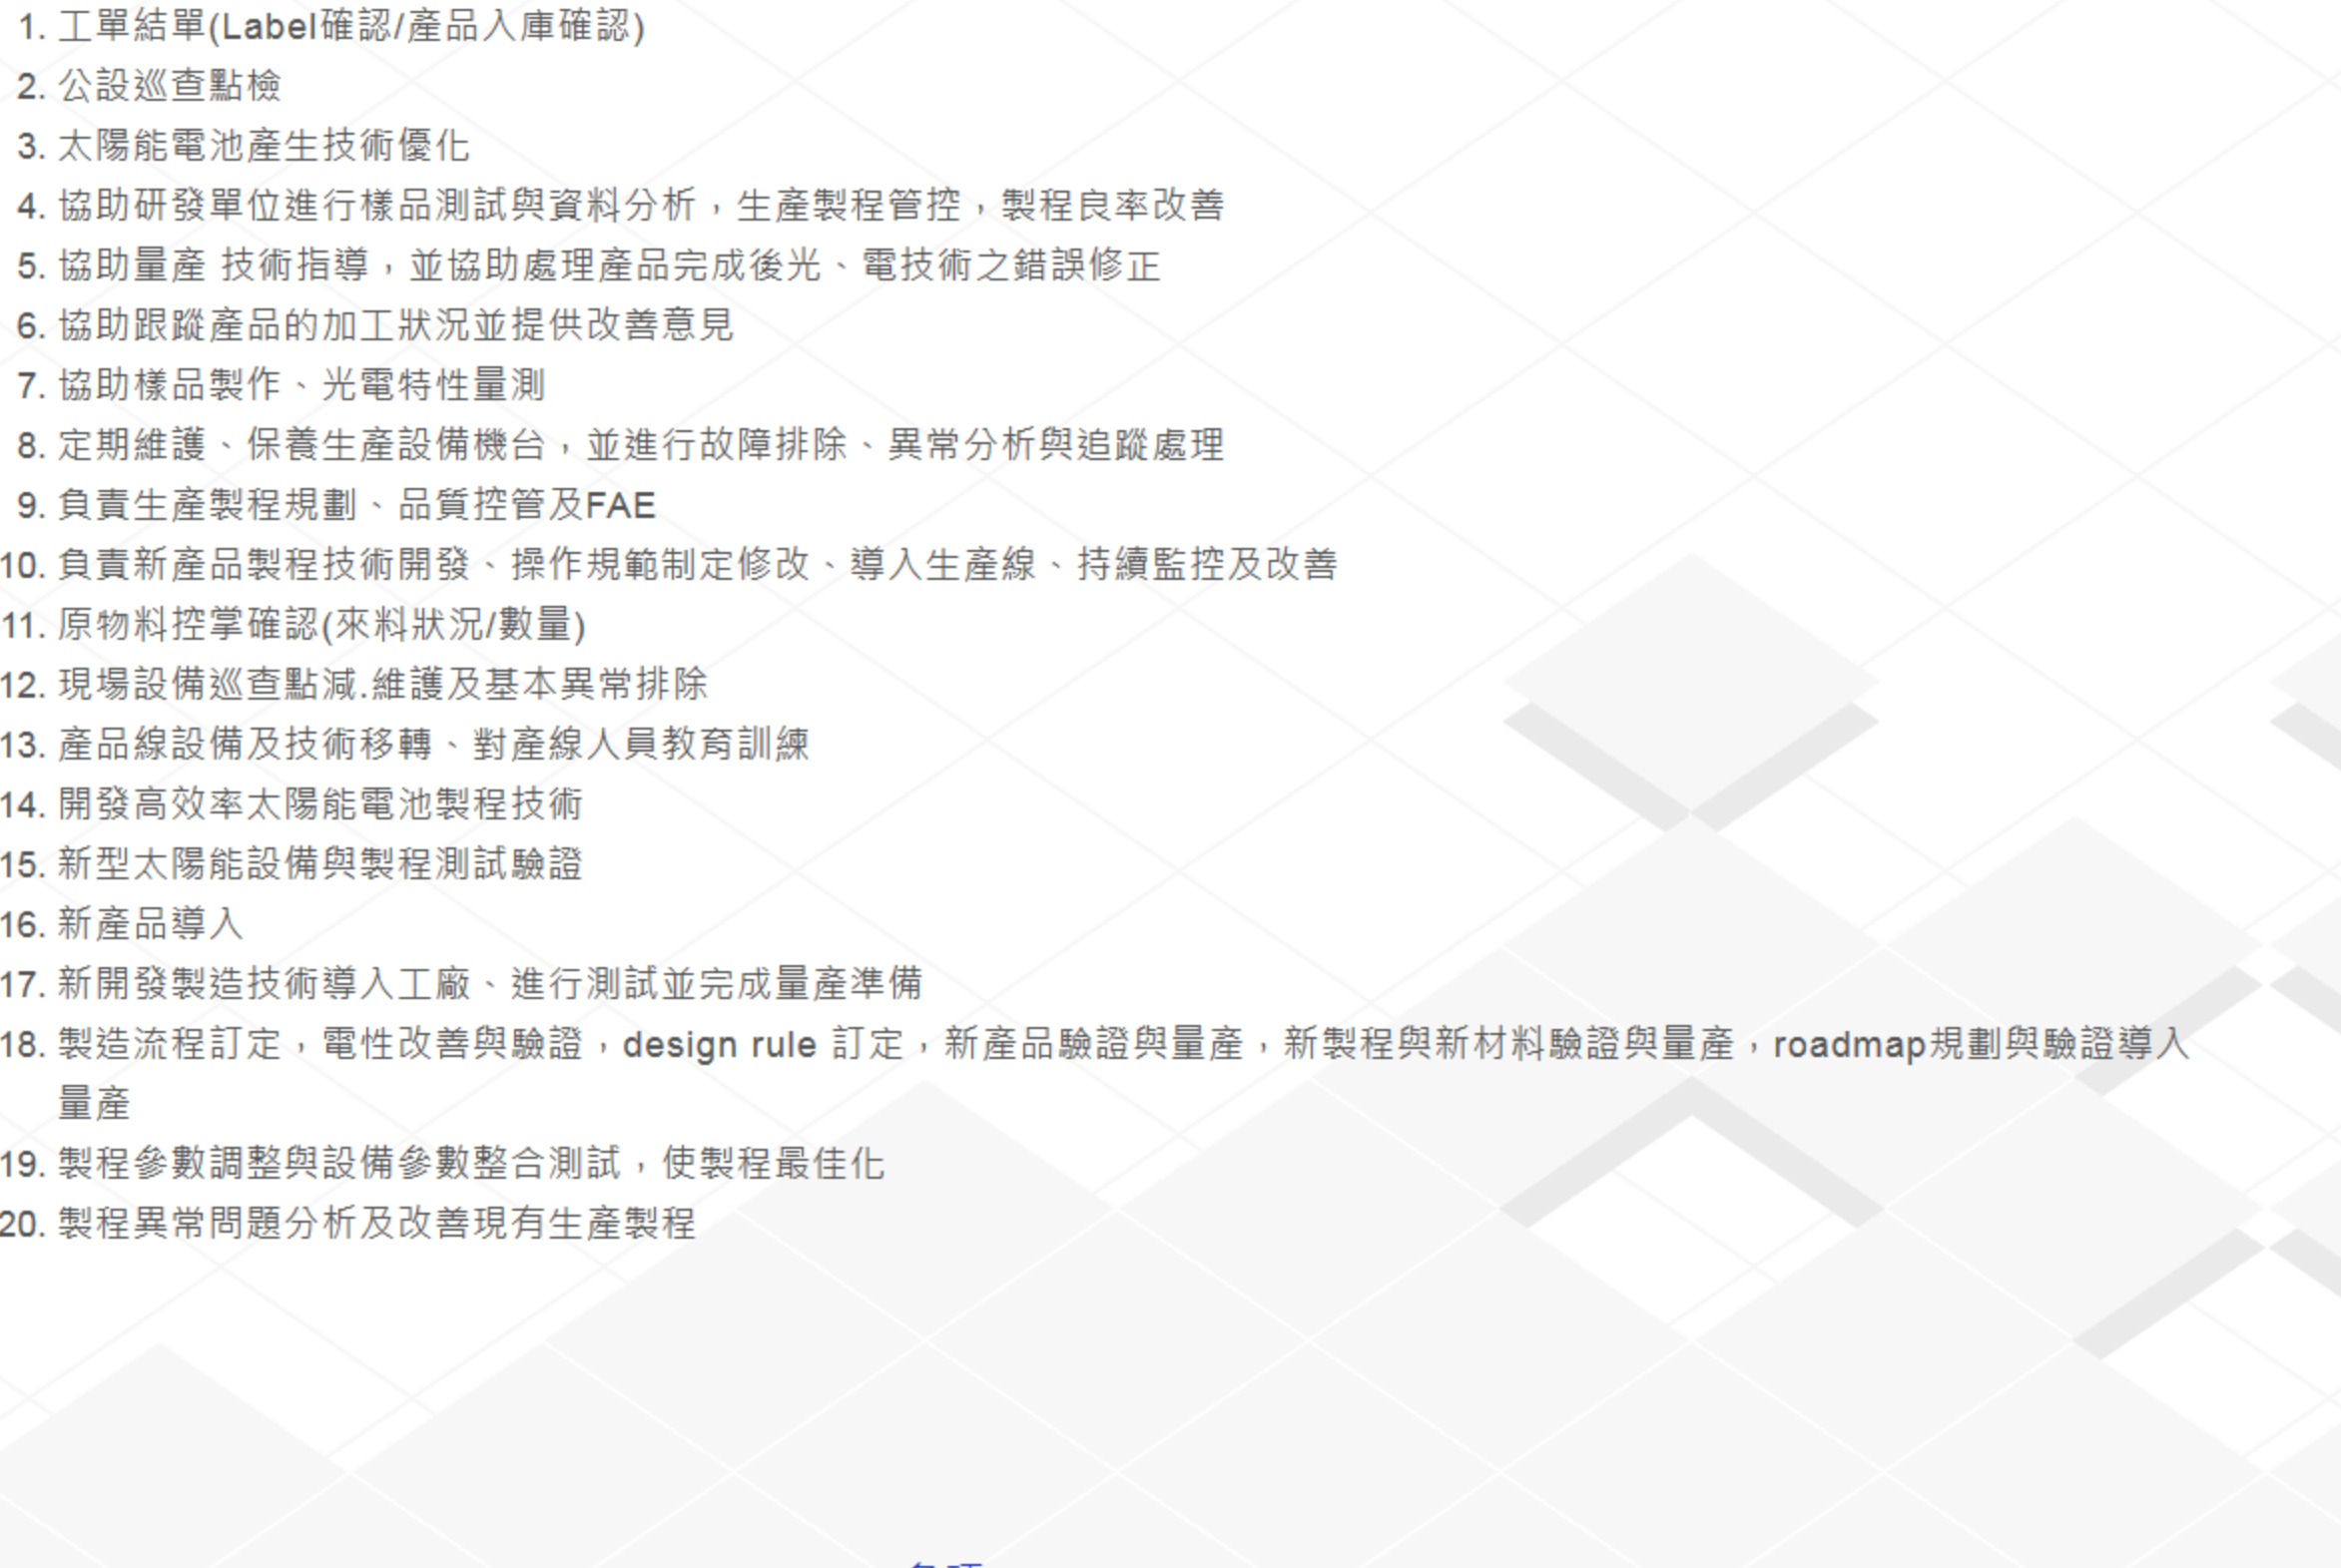 1. 工單結單(Label確認/產品入庫確認)
2. 公設巡查點檢
3. 太陽能電池產生技術優化
4. 協助研發單位進行樣品測試與資料分析，生產製程管控，製程良率改善
5. 協助量產 技術指導，並協助處理產品完成後光、電技術之錯誤修正
6. 協助跟蹤產品的加工狀況並提供改善意見
7. 協助樣品製作、光電特性量測
8. 定期維護、保養生產設備機台，並進行故障排除、異常分析與追蹤處理
9. 負責生產製程規劃、品質控管及FAE
10. 負責新產品製程技術開發、操作規範制定修改、導入生產線、持續監控及改善
11. 原物料控掌確認(來料狀況/數量)
12. 現場設備巡查點減.維護及基本異常排除
13. 產品線設備及技術移轉、對產線人員教育訓練
14. 開發高效率太陽能電池製程技術
15. 新型太陽能設備與製程測試驗證
16. 新產品導入
17. 新開發製造技術導入工廠、進行測試並完成量產準備
18. 製造流程訂定，電性改善與驗證，design rule 訂定，新產品驗證與量產，新製程與新材料驗證與量產，roadmap規劃與驗證導入
量產
19. 製程參數調整與設備參數整合測試，使製程最佳化
20. 製程異常問題分析及改善現有生產製程